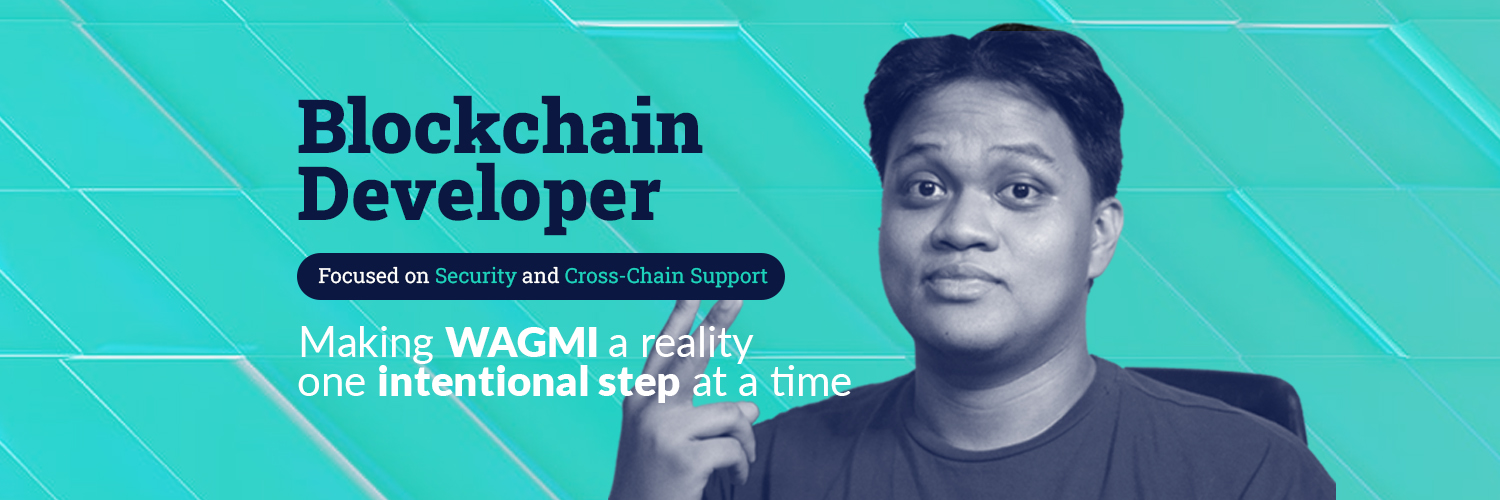 Blockchain
Developer
Focused on Security and Cross-Chain Support
Making WAGMI a reality
one intentional step at a time